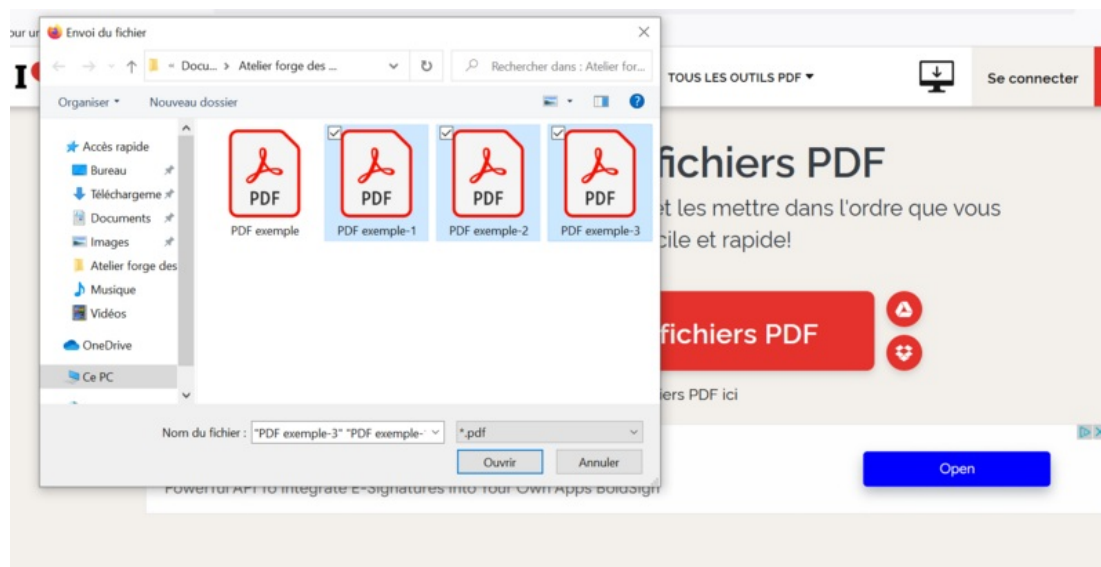 our ur
Envoi du fichier
« Docu... › Atelier forge des ...
Rechercher dans : Atelier for...
Organiser
Nouveau dossier
Accès rapide
Bureau
Téléchargeme
Documents
Images
Atelier forge des
Musique
Vidéos
OneDrive
Ce PC
PDF
PDF
PDF
PDF
PDF exemple
PDF exemple-1
PDF exemple-2
PDF exemple-3
Nom du fichier :
"PDF exemple-3" "PDF exemple-
*.pdf
Ouvrir
Annuler
I
TOUS LES OUTILS PDF
Se connecter
fichiers PDF
et les mettre dans l'ordre que vous
cile et rapide!
fichiers PDF
iers PDF ici
Powerful API To Integrate E-Signatures Into Your Own Apps BoldSign
Open